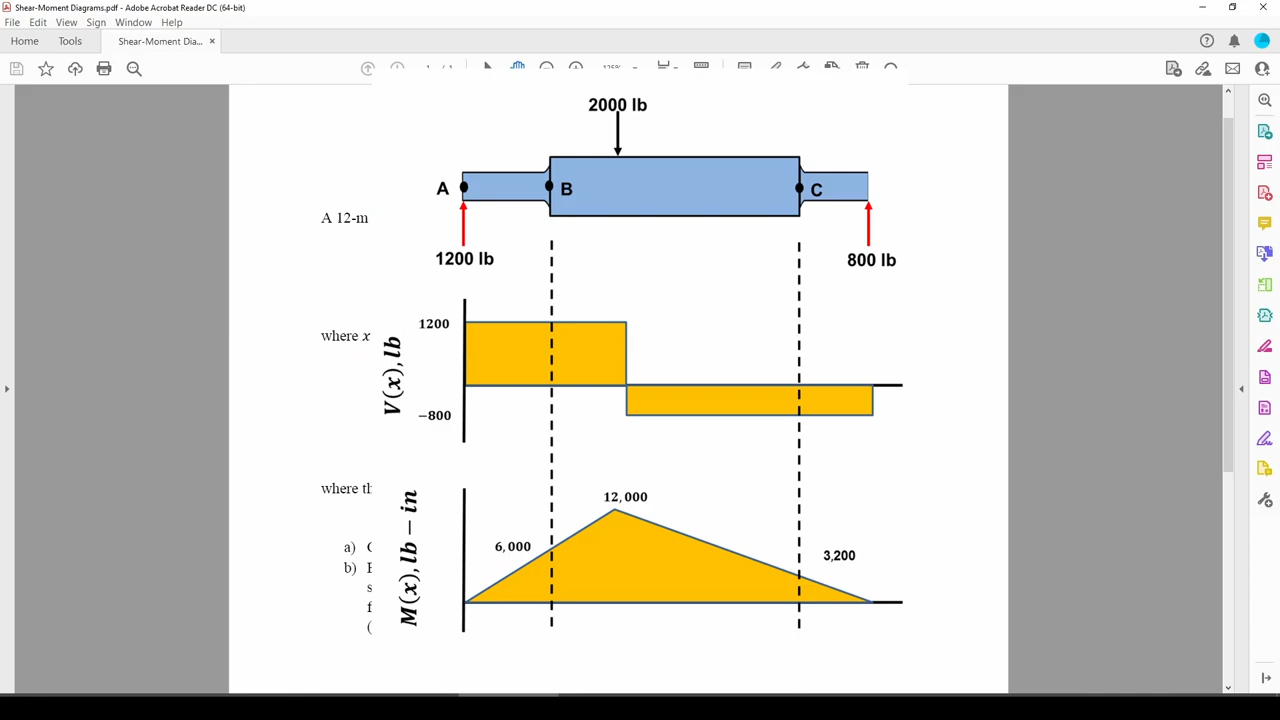 Shear-Moment Diagrams.pdf - Adobe Acrobat Reader DC (64-bit)
File Edit View Sign Window Help
Home Tools Shear-Moment Dia... ×
2000 lb
A B C
A 12-m
1200 lb 800 lb
1200
where x
V(x), lb
−800
where th
12,000
6,000
3,200
M(x), lb − in
a)
b)
s
f
(